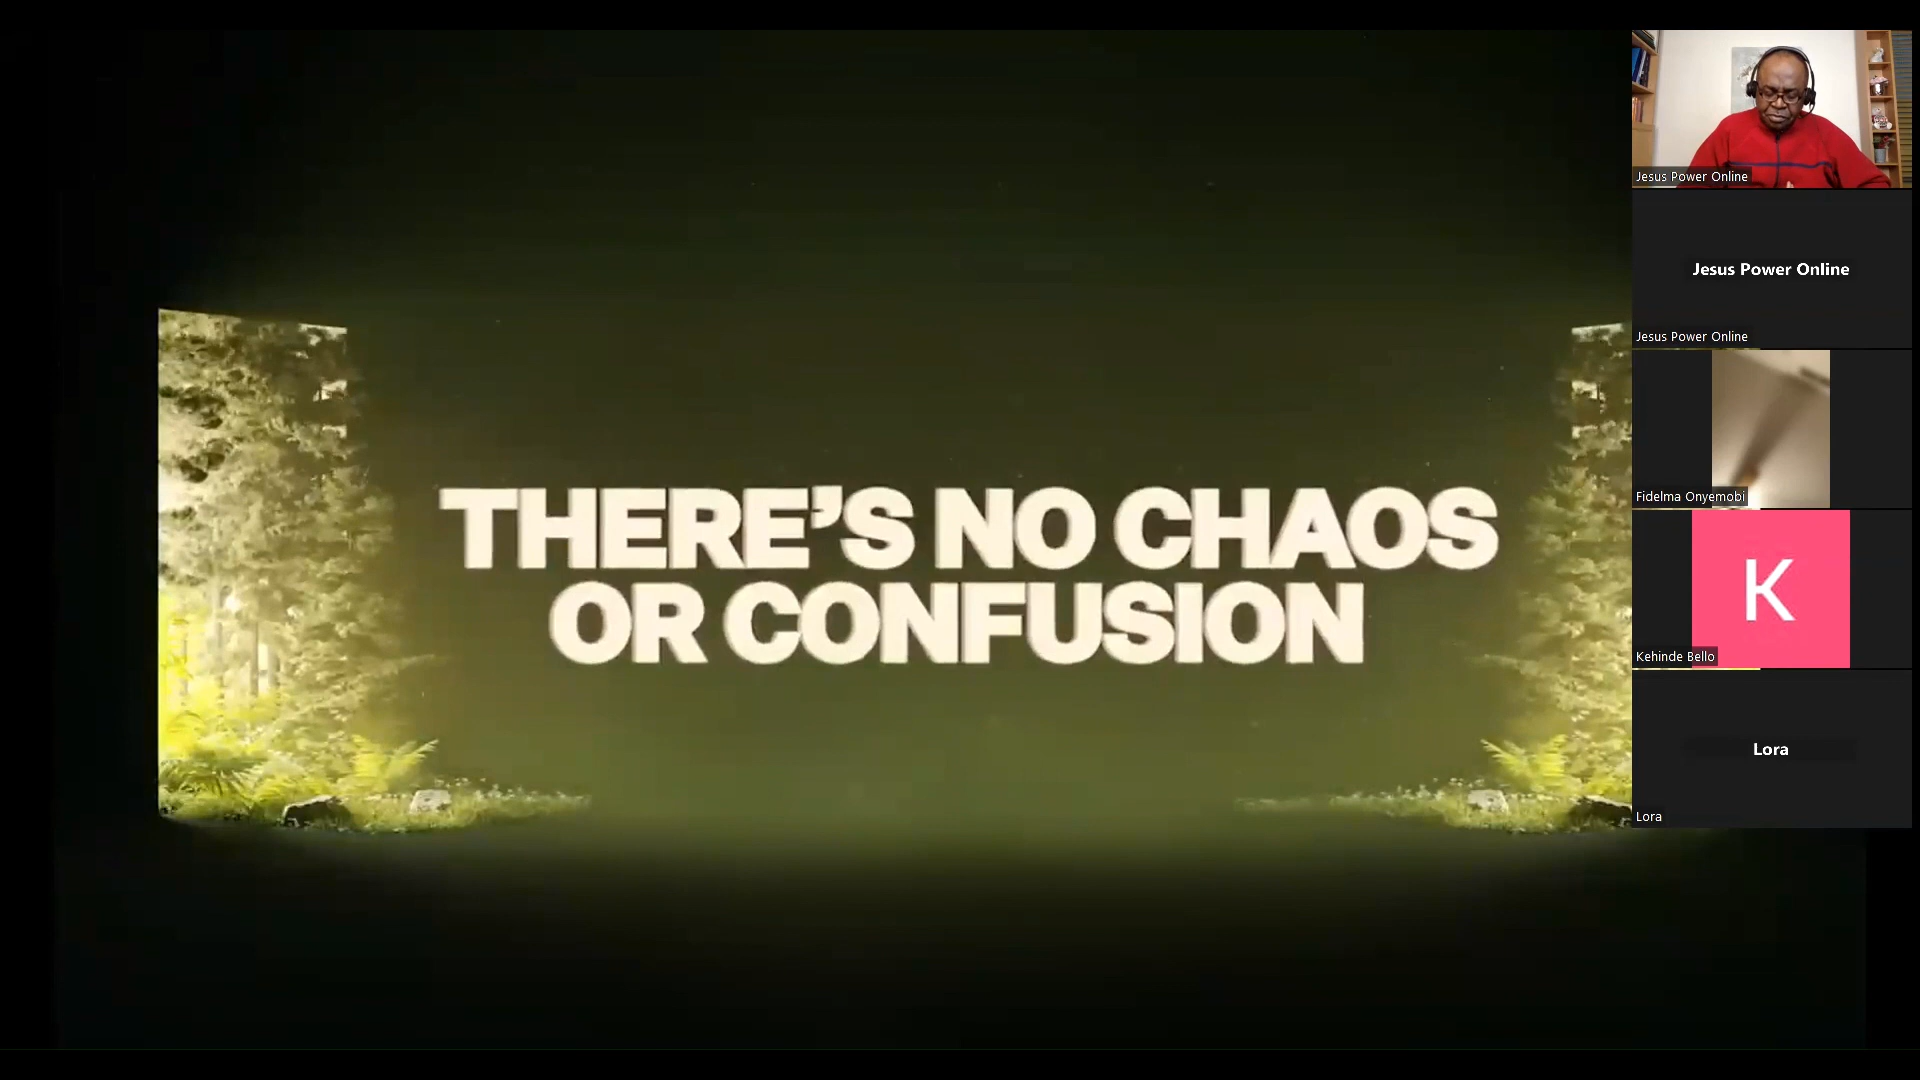 THERE'S NO CHAOS
OR CONFUSION
Jesus Power Online
Jesus Power Online
Jesus Power Online
Fidelma Onyemobi
K
Kehinde Bello
Lora
Lora